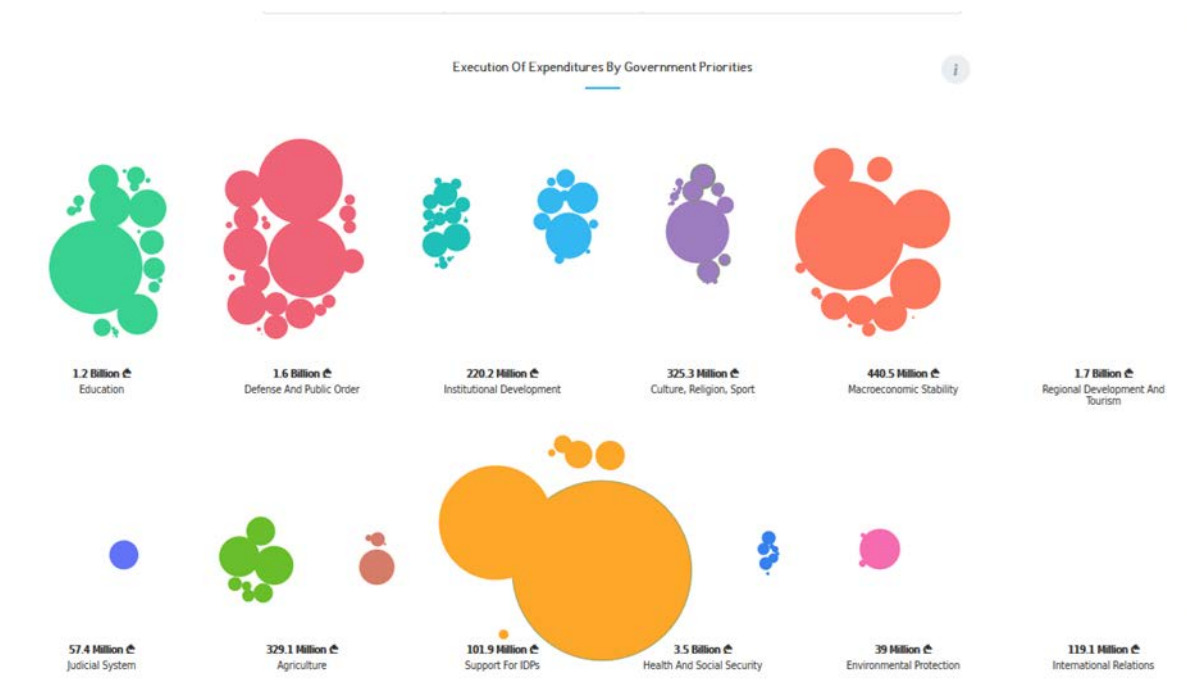 Execution Of Expenditures By Government Priorities
i
1.2 Billion ₾
Education
1.6 Billion ₾
Defense And Public Order
220.2 Million ₾
Institutional Development
325.3 Million ₾
Culture, Religion, Sport
440.5 Million ₾
Macroeconomic Stability
1.7 Billion ₾
Regional Development And
Tourism
57.4 Million ₾
Judicial System
329.1 Million ₾
Agriculture
101.9 Million ₾
Support For IDPs
3.5 Billion ₾
Health And Social Security
39 Million ₾
Environmental Protection
119.1 Million ₾
International Relations